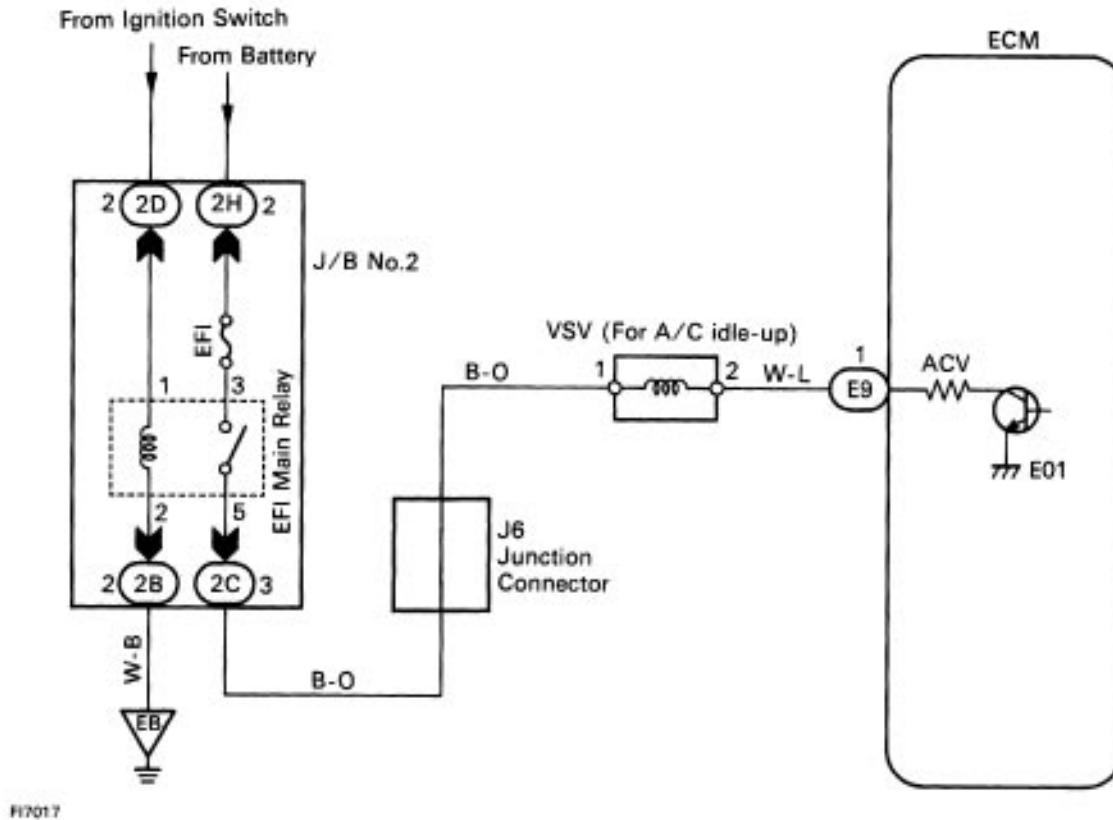 From Ignition Switch
From Battery
ECM
2 2D 2H 2
J/B No.2
EFI
1 3
EFI Main Relay
2 5
2 2B 2C 3
W-B
EB
B-O
J6
Junction
Connector
B-O
VSV (For A/C idle-up)
1 2
W-L
1
E9
ACV
E01
FI7017